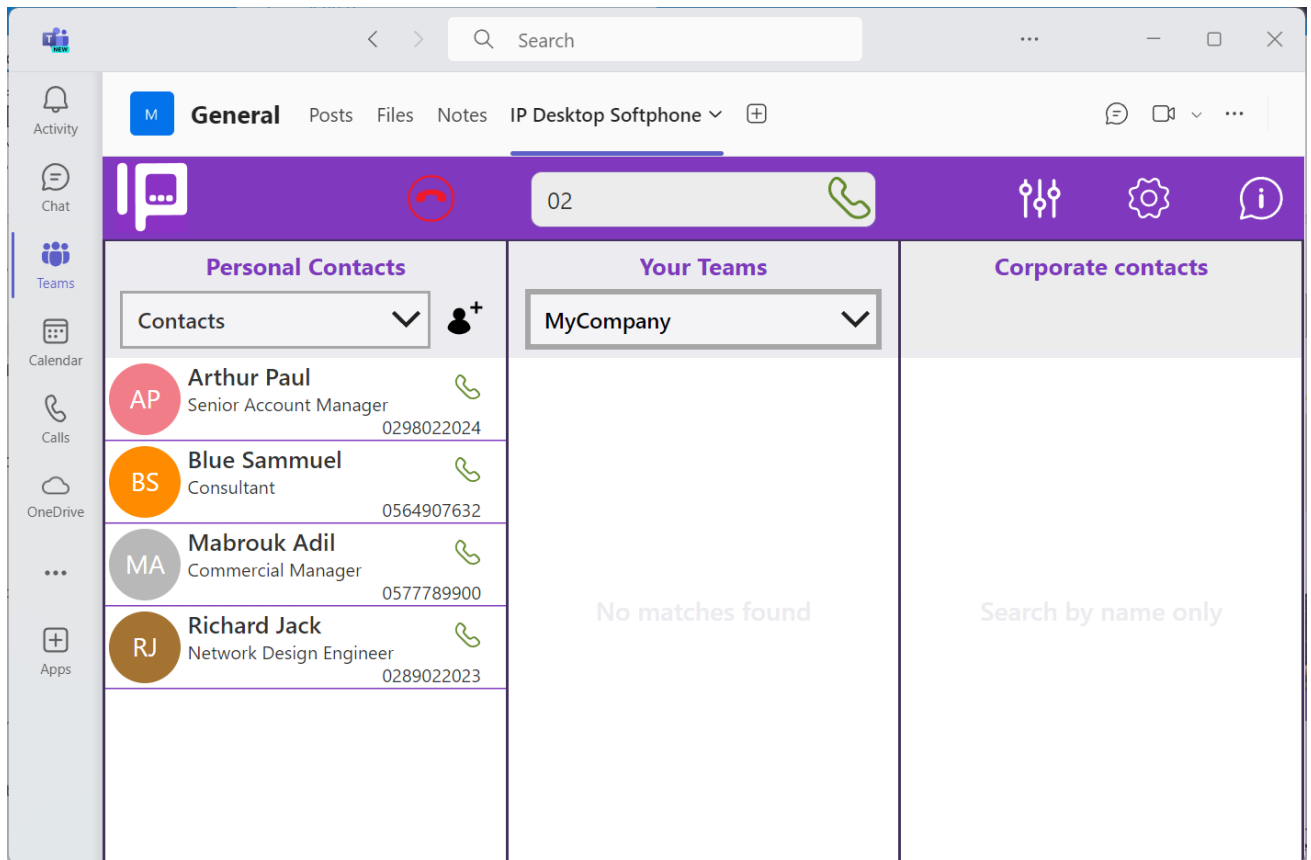 NEW
Search
Activity
Chat
Teams
Calendar
Calls
OneDrive
Apps
M General Posts Files Notes IP Desktop Softphone
IP 02
Personal Contacts
Contacts
AP Arthur Paul
Senior Account Manager
0298022024
BS Blue Sammuel
Consultant
0564907632
MA Mabrouk Adil
Commercial Manager
0577789900
RJ Richard Jack
Network Design Engineer
0289022023
Your Teams
MyCompany
No matches found
Corporate contacts
Search by name only